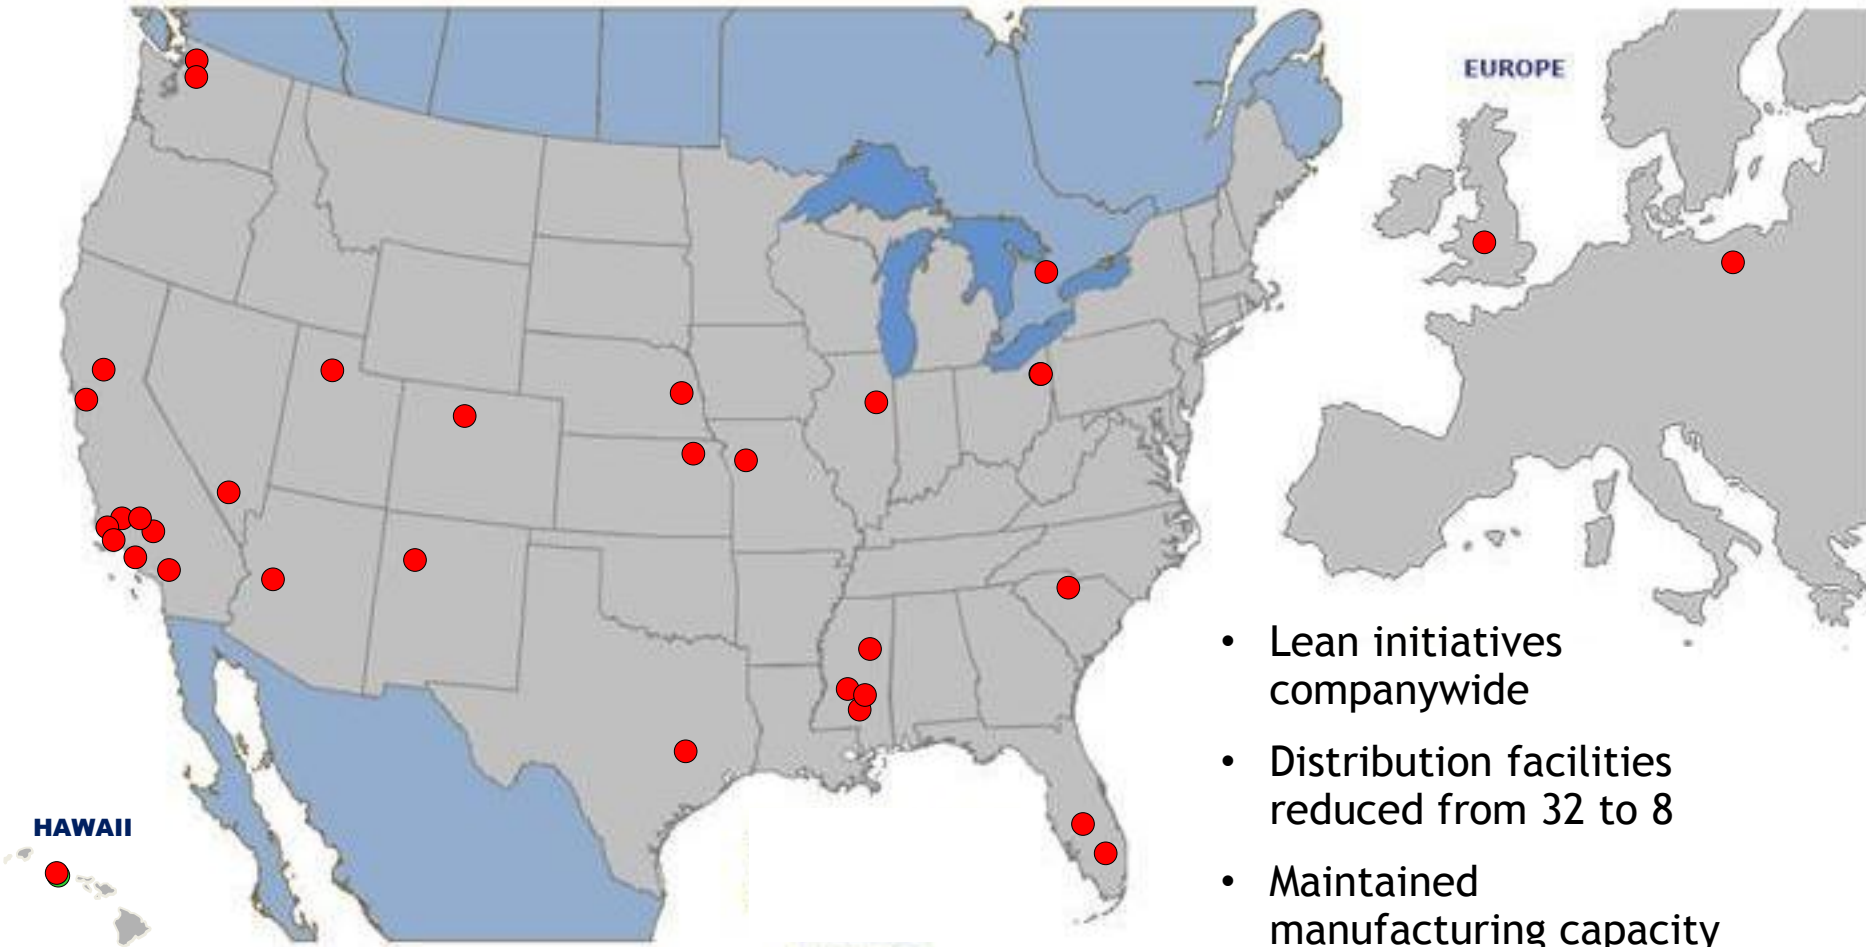 EUROPE
• Lean initiatives
companywide
• Distribution facilities
reduced from 32 to 8
HAWAII
• Maintained
manufacturing capacity